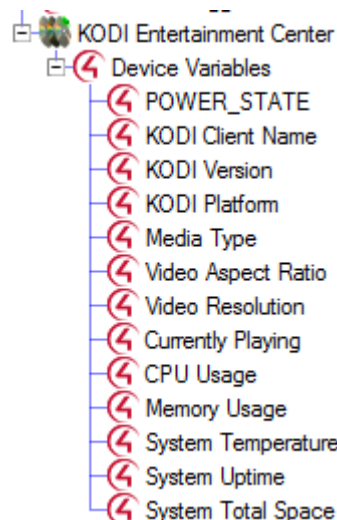 KODI Entertainment Center
Device Variables
POWER_STATE
KODI Client Name
KODI Version
KODI Platform
Media Type
Video Aspect Ratio
Video Resolution
Currently Playing
CPU Usage
Memory Usage
System Temperature
System Uptime
System Total Space